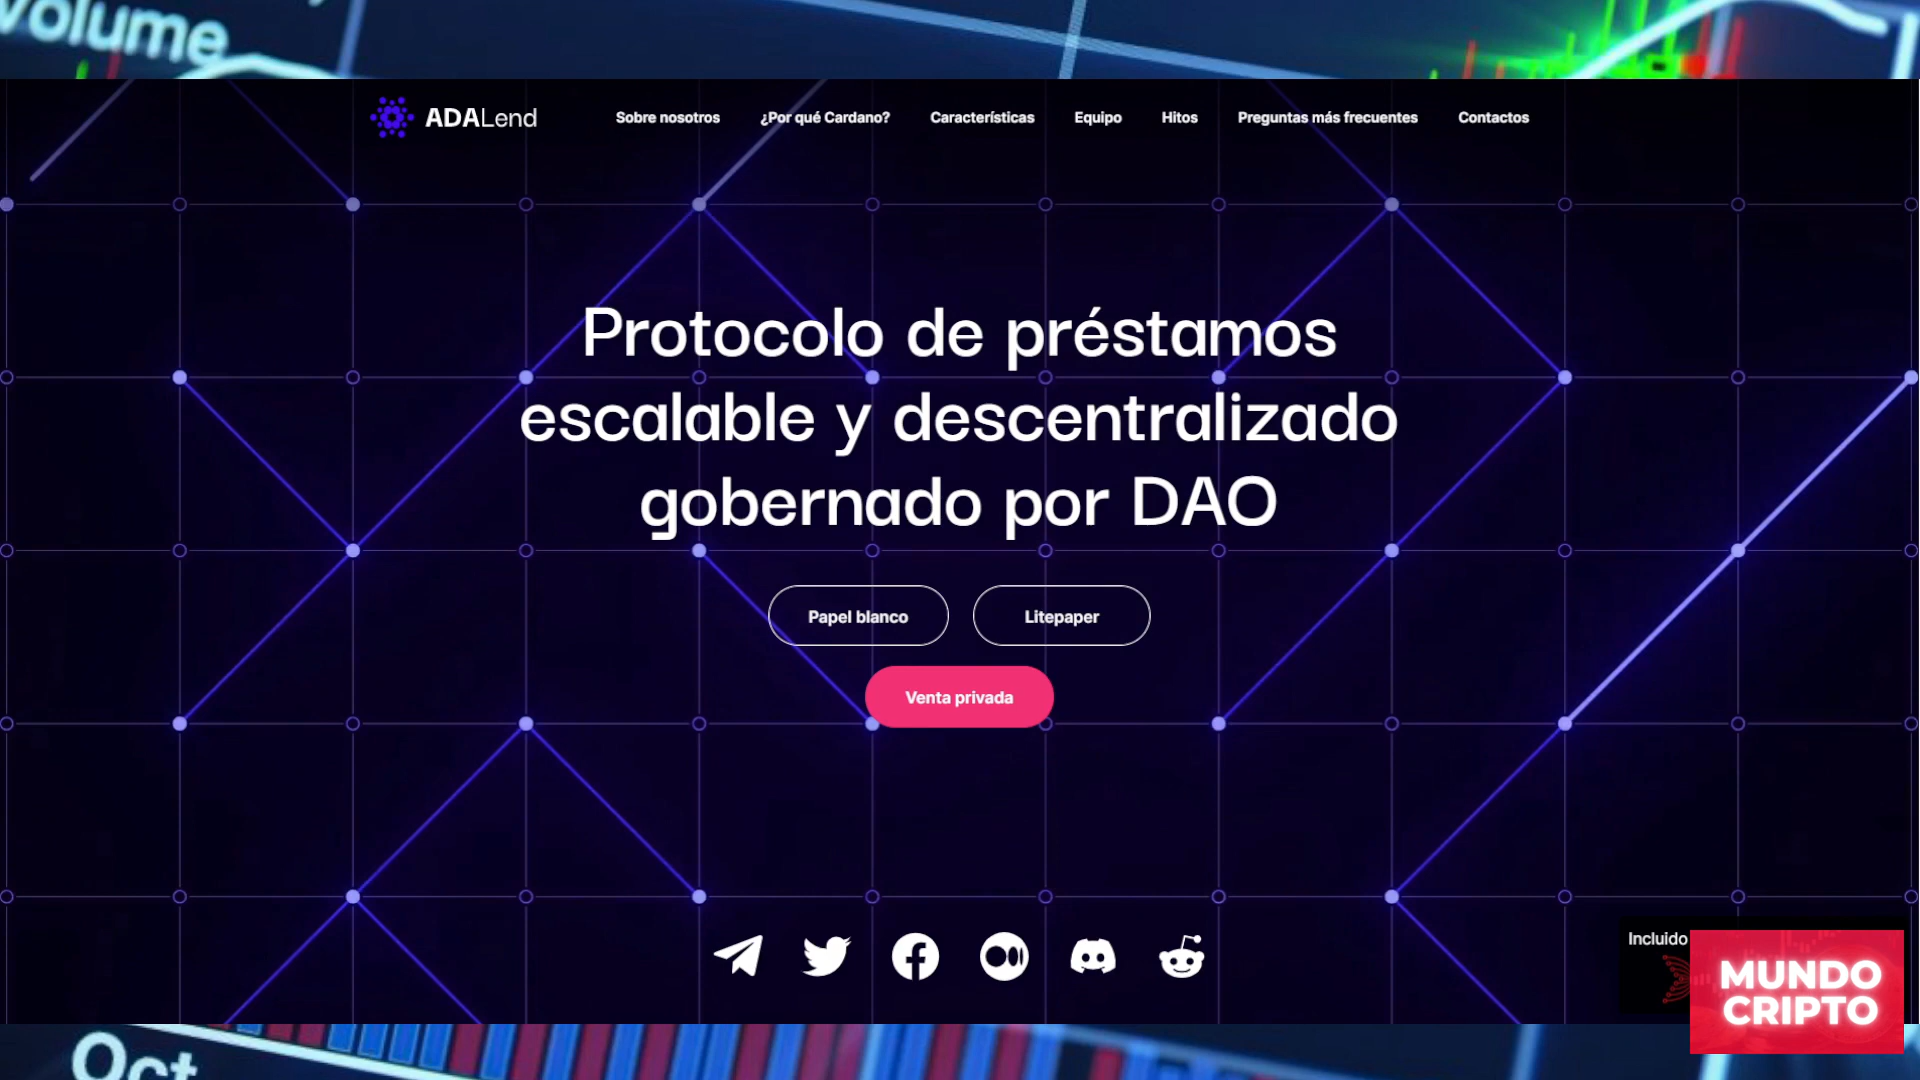 Volume
ADALend
Sobre nosotros
¿Por qué Cardano?
Características
Equipo
Hitos
Preguntas más frecuentes
Contactos
Protocolo de préstamos
escalable y descentralizado
gobernado por DAO
Papel blanco
Litepaper
Venta privada
Incluido
MUNDO
CRIPTO
Oct